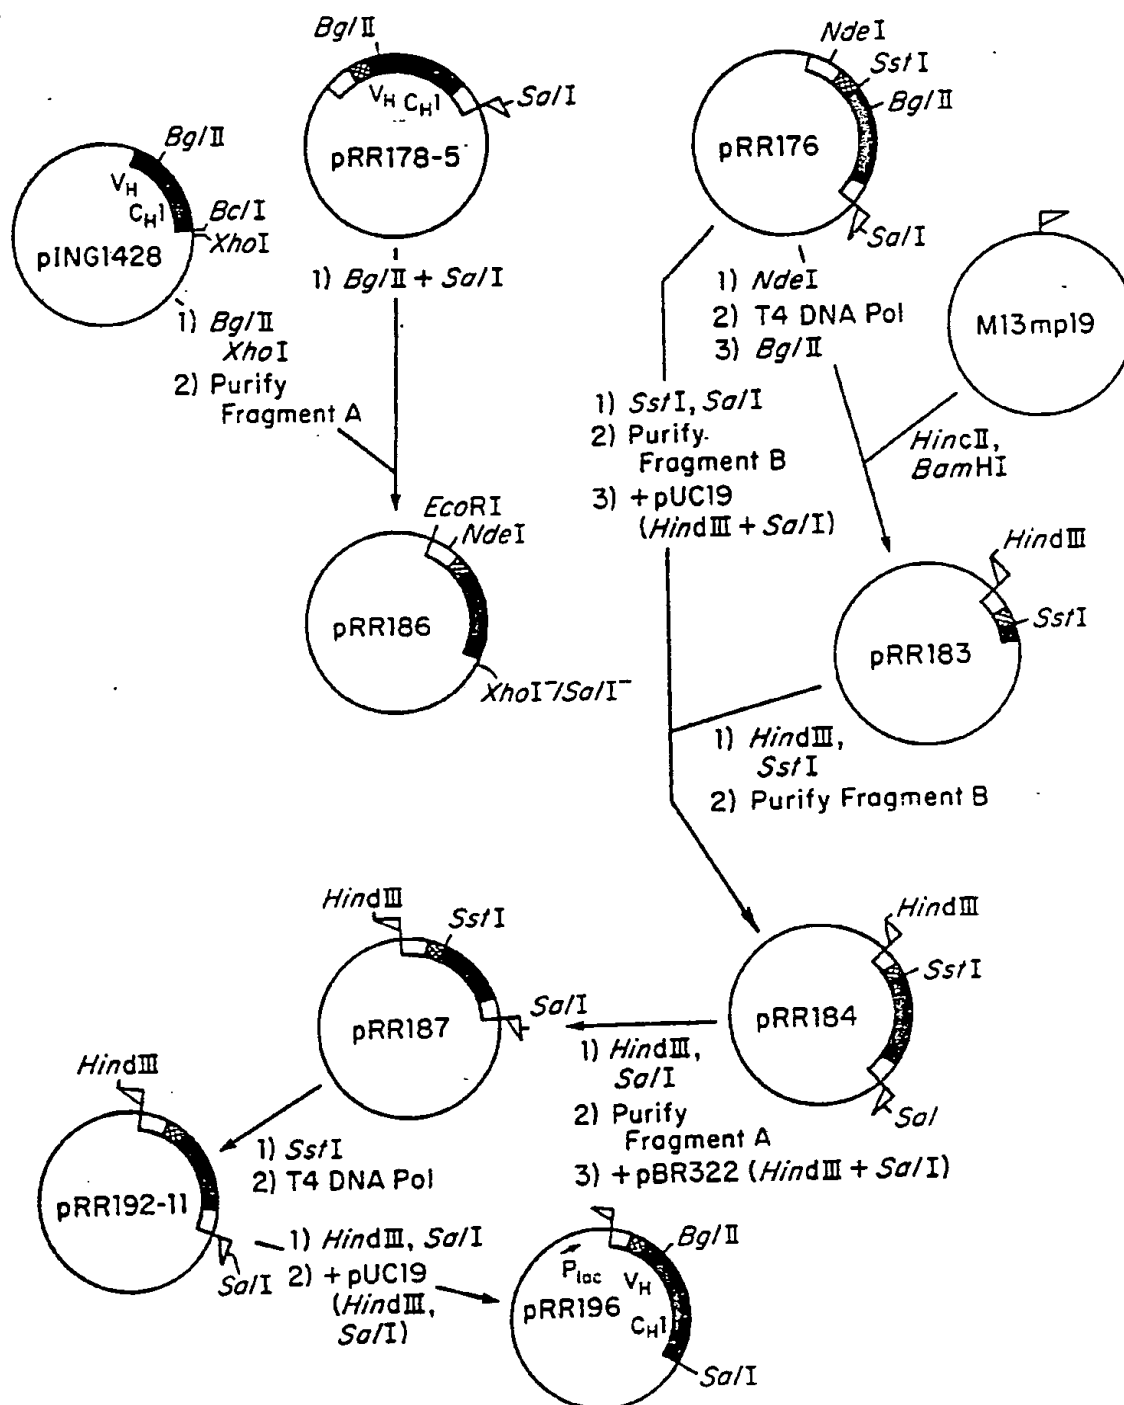 BglII
VH CH1
SalI
pRR178-5
NdeI
SstI
BglII
pRR176
SalI
BglII
VH
CH1
BclI
XhoI
pING1428
1) BglII
XhoI
2) Purify
Fragment A
1) BglII + SalI
1) NdeI
2) T4 DNA Pol
3) BglII
M13mp19
1) SstI, SalI
2) Purify.
Fragment B
3) +pUC19
(HindIII + SalI)
HincII,
BamHI
EcoRI
NdeI
pRR186
XhoI⁻/SalI⁻
HindIII
SstI
pRR183
1) HindIII,
SstI
2) Purify Fragment B
HindIII
SstI
SalI
pRR187
HindIII
SstI
pRR184
Sal
1) HindIII,
SalI
2) Purify
Fragment A
3) +pBR322 (HindIII + SalI)
HindIII
1) SstI
2) T4 DNA Pol
pRR192-11
SalI
1) HindIII, SalI
2) +pUC19
(HindIII,
SalI)
BglII
Plac
VH
pRR196
CH1
SalI